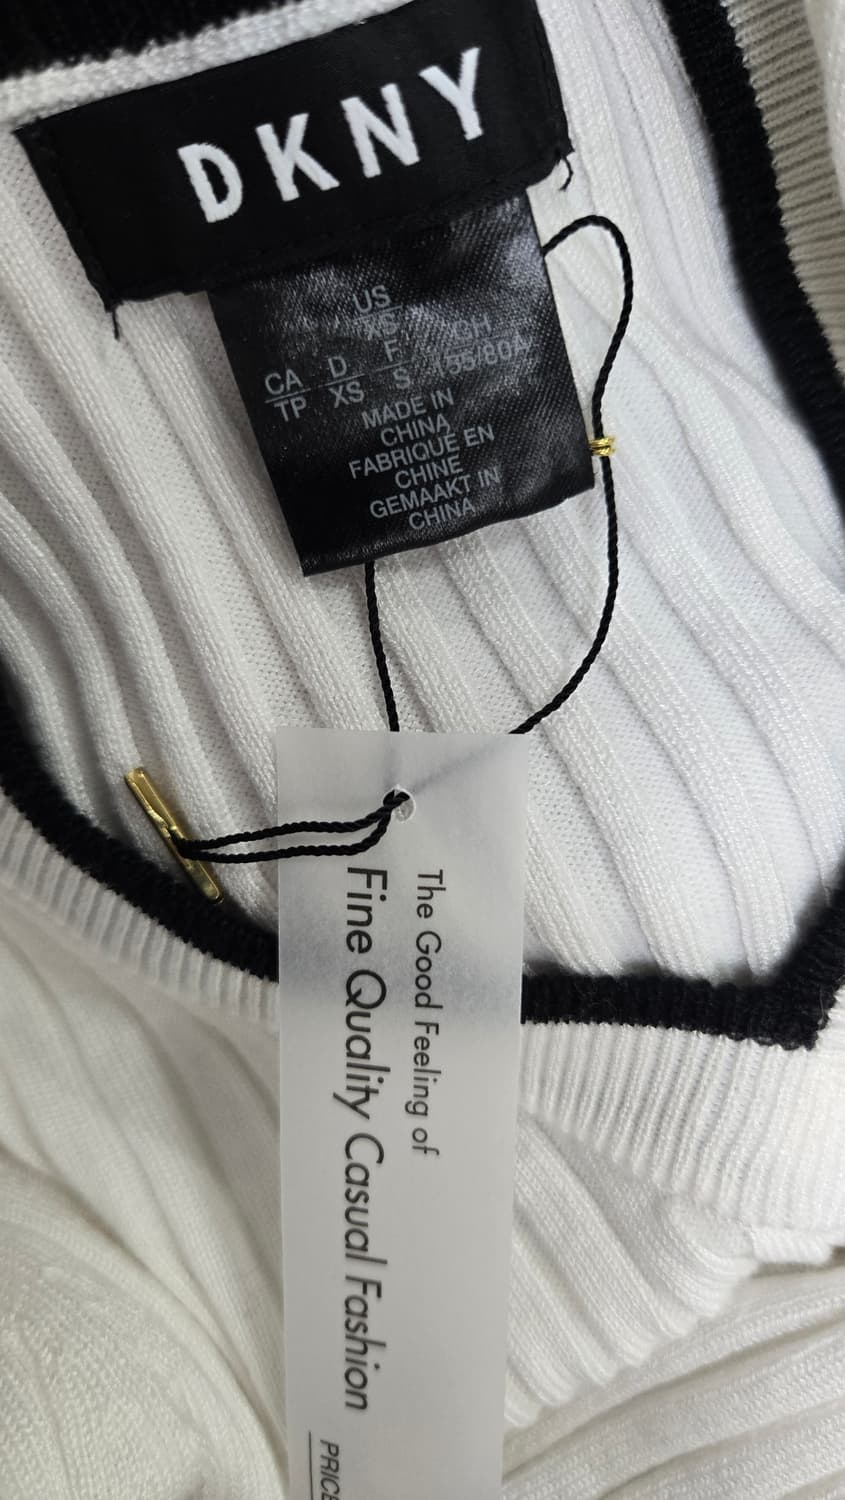 DKNY
US
XS
CA D F CH
TP XS S 155/80A
MADE IN
CHINA
FABRIQUÉ EN
CHINE
GEMAAKT IN
CHINA
The Good Feeling of
Fine Quality Casual Fashion
PRICE